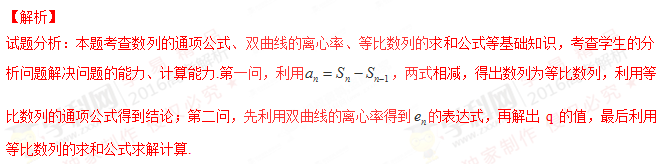 【解析】
试题分析：本题考查数列的通项公式、双曲线的离心率、等比数列的求和公式等基础知识，考查学生的分
析问题解决问题的能力、计算能力.第一问，利用aₙ = Sₙ − Sₙ₋₁，两式相减，得出数列为等比数列，利用等
比数列的通项公式得到结论；第二问，先利用双曲线的离心率得到eₙ的表达式，再解出 q 的值，最后利用
等比数列的求和公式求解计算.